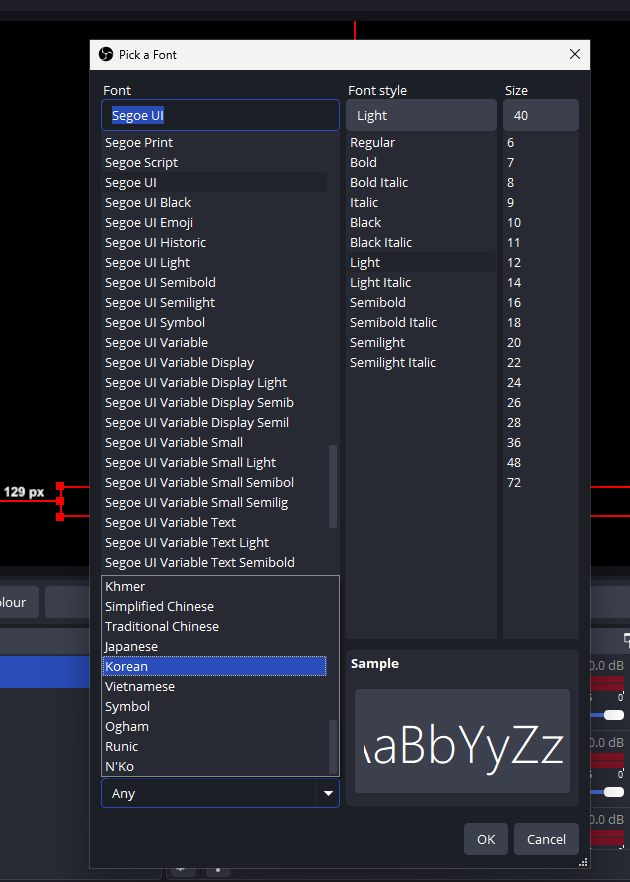 Pick a Font
Font
Segoe UI
Segoe Print
Segoe Script
Segoe UI
Segoe UI Black
Segoe UI Emoji
Segoe UI Historic
Segoe UI Light
Segoe UI Semibold
Segoe UI Semilight
Segoe UI Symbol
Segoe UI Variable
Segoe UI Variable Display
Segoe UI Variable Display Light
Segoe UI Variable Display Semib
Segoe UI Variable Display Semil
Segoe UI Variable Small
Segoe UI Variable Small Light
Segoe UI Variable Small Semibol
Segoe UI Variable Small Semilig
Segoe UI Variable Text
Segoe UI Variable Text Light
Segoe UI Variable Text Semibold
Khmer
Simplified Chinese
Traditional Chinese
Japanese
Korean
Vietnamese
Symbol
Ogham
Runic
N'Ko
Any
Font style
Light
Regular
Bold
Bold Italic
Italic
Black
Black Italic
Light
Light Italic
Semibold
Semibold Italic
Semilight
Semilight Italic
Size
40
6
7
8
9
10
11
12
14
16
18
20
22
24
26
28
36
48
72
Sample
AaBbYyZz
OK
Cancel
129 px
lour
0.0 dB
5 0
0.0 dB
5 0
0.0 dB